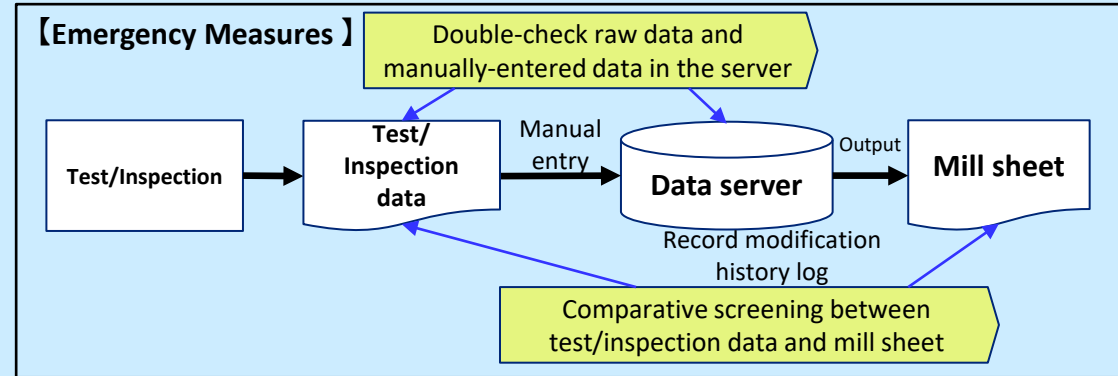 【Emergency Measures 】
Double-check raw data and
manually-entered data in the server
Test/Inspection
Test/
Inspection
data
Manual
entry
Data server
Output
Mill sheet
Record modification
history log
Comparative screening between
test/inspection data and mill sheet